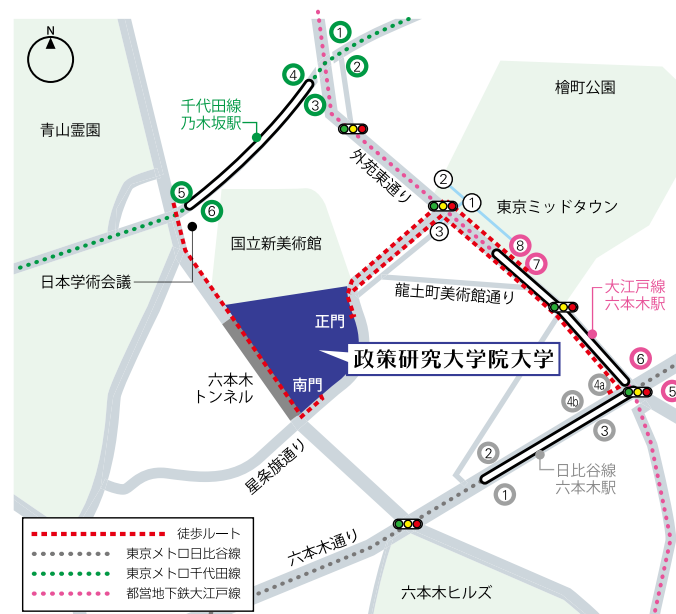 N
①
②
④
③
千代田線
乃木坂駅
檜町公園
青山霊園
外苑東通り
②
①
③
⑤
⑥
東京ミッドタウン
国立新美術館
⑧
⑦
日本学術会議
龍土町美術館通り
大江戸線
六本木駅
正門
政策研究大学院大学
南門
六本木
トンネル
⑥
⑤
4a
4b
③
②
①
日比谷線
六本木駅
星条旗通り
六本木通り
六本木ヒルズ
徒歩ルート
東京メトロ日比谷線
東京メトロ千代田線
都営地下鉄大江戸線